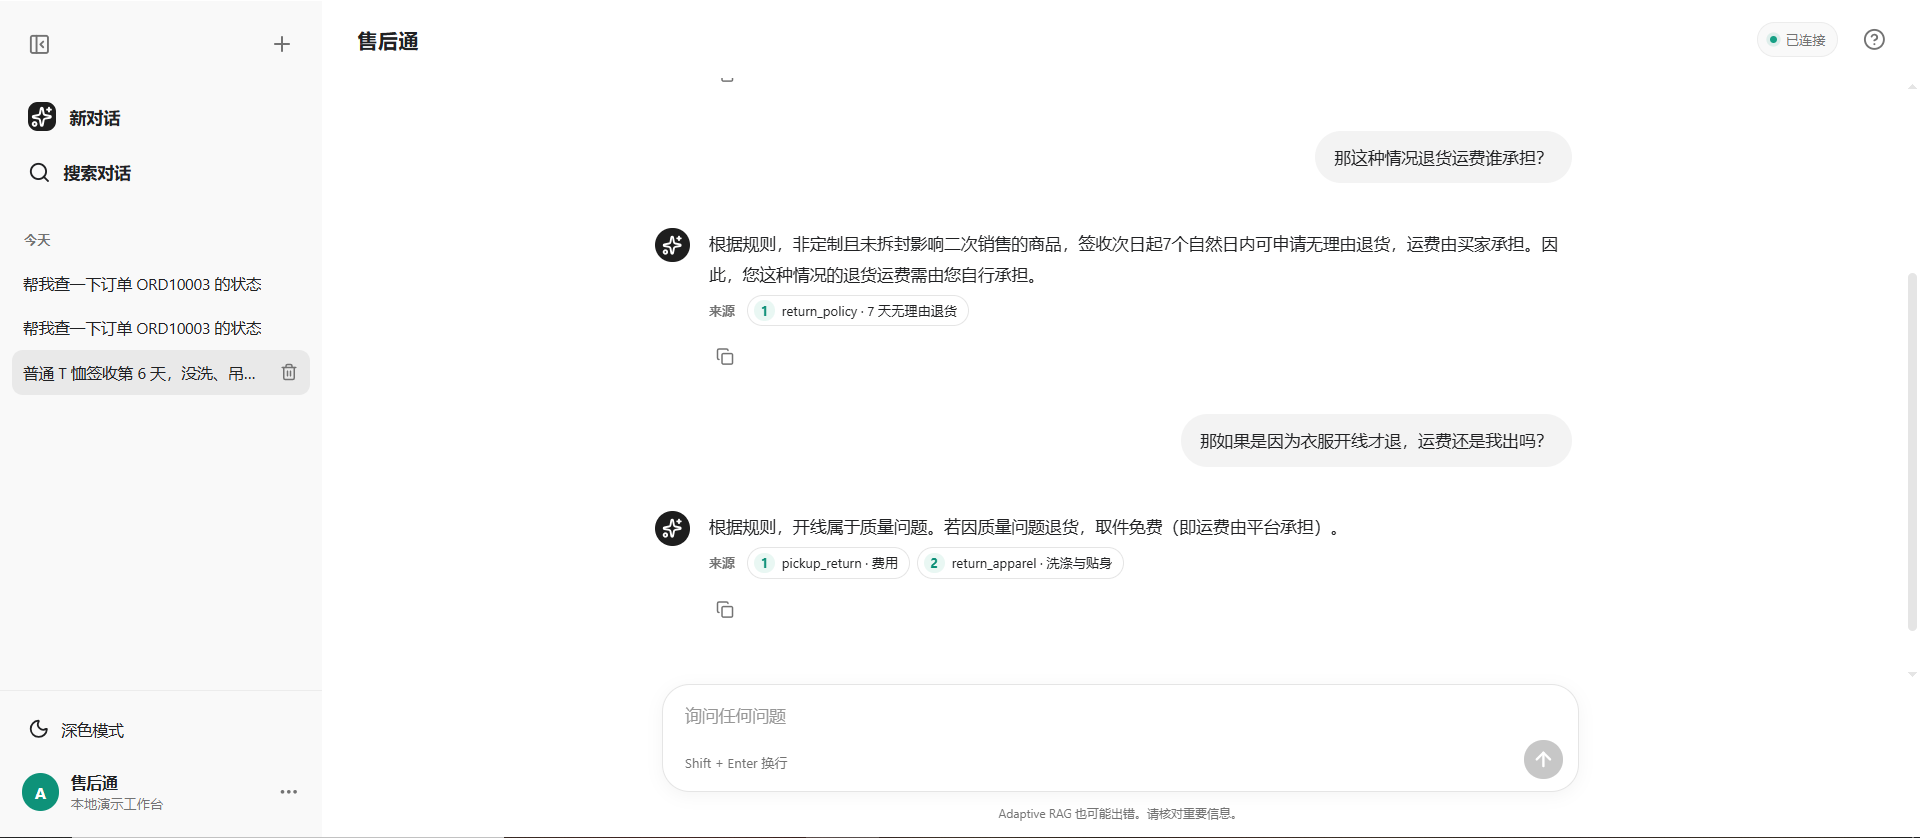 售后通
已连接
新对话
搜索对话
今天
帮我查一下订单 ORD10003 的状态
帮我查一下订单 ORD10003 的状态
普通 T 恤签收第 6 天，没洗、吊...
深色模式
A
售后通
本地演示工作台
那这种情况退货运费谁承担？
根据规则，非定制且未拆封影响二次销售的商品，签收次日起7个自然日内可申请无理由退货，运费由买家承担。因
此，您这种情况的退货运费需由您自行承担。
来源 1 return_policy · 7 天无理由退货
那如果是因为衣服开线才退，运费还是我出吗？
根据规则，开线属于质量问题。若因质量问题退货，取件免费（即运费由平台承担）。
来源 1 pickup_return · 费用 2 return_apparel · 洗涤与贴身
询问任何问题
Shift + Enter 换行
Adaptive RAG 也可能出错。请核对重要信息。